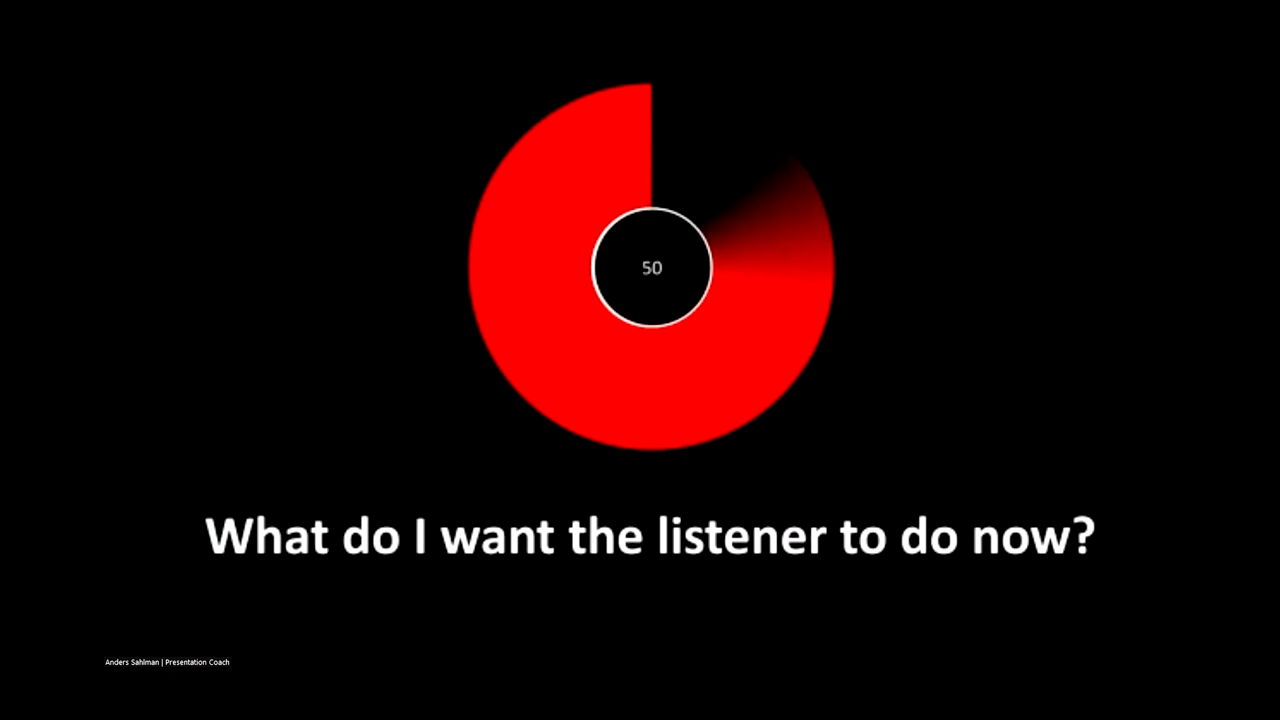 50
What do I want the listener to do now?
Anders Sahlman | Presentation Coach